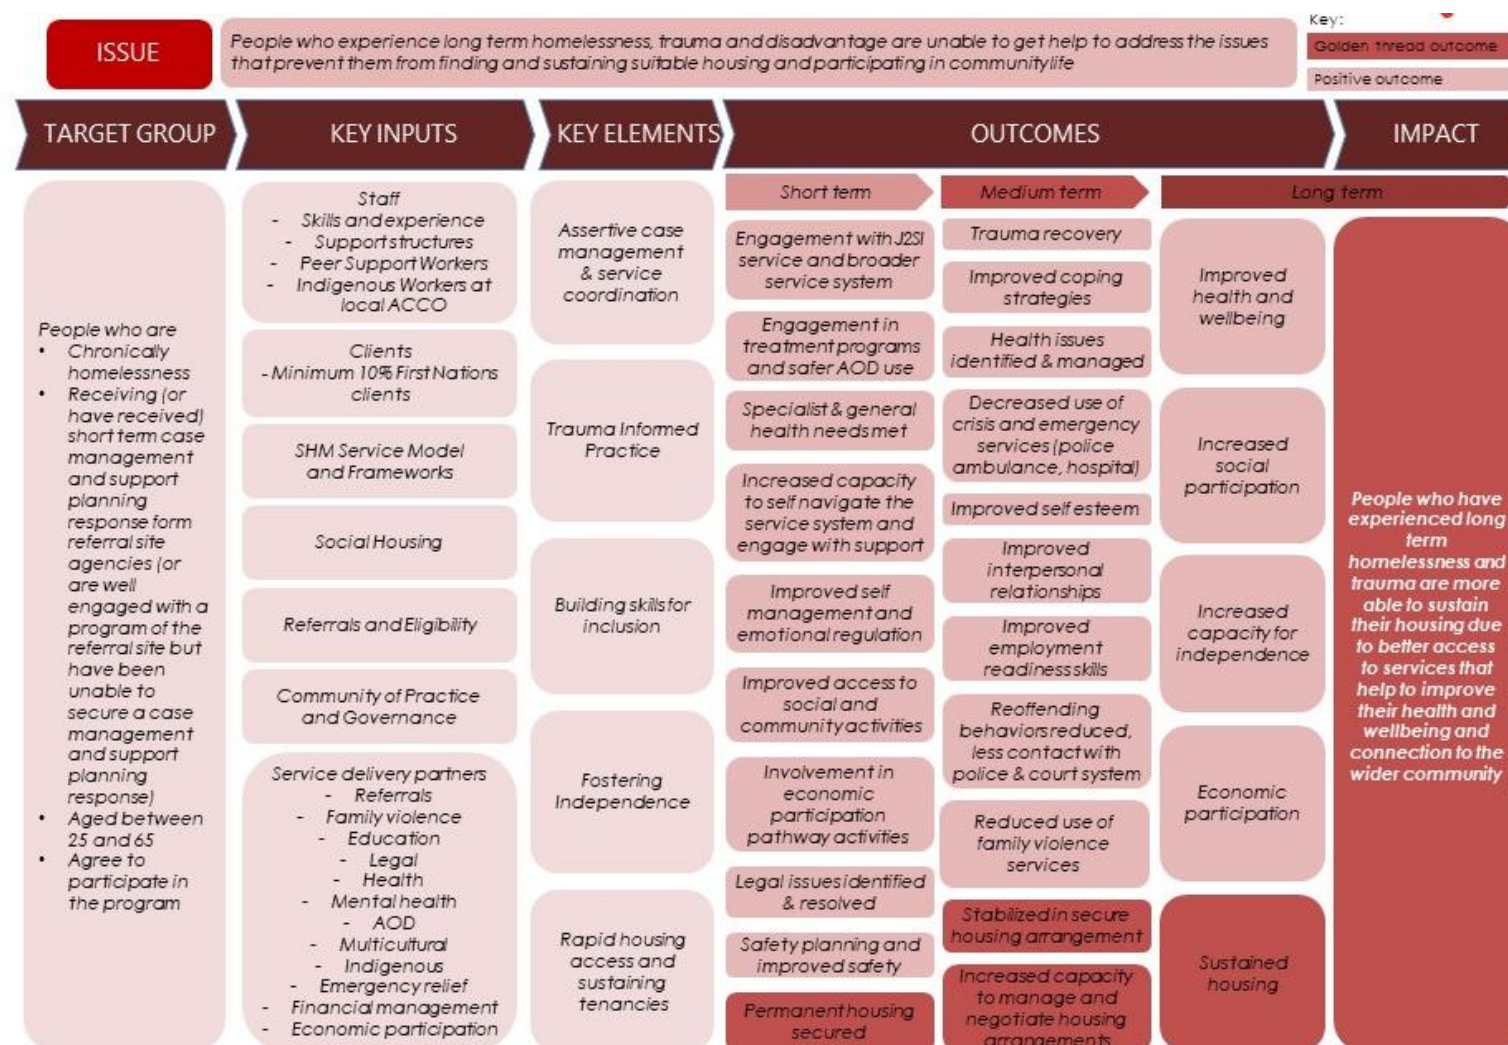 ISSUE
People who experience long term homelessness, trauma and disadvantage are unable to get help to address the issues
that prevent them from finding and sustaining suitable housing and participating in community life
Key:
Golden thread outcome
Positive outcome
TARGET GROUP
KEY INPUTS
KEY ELEMENTS
OUTCOMES
IMPACT
People who are
• Chronically
homelessness
• Receiving (or
have received)
short term case
management
and support
planning
response form
referral site
agencies (or
are well
engaged with a
program of the
referral site but
have been
unable to
secure a case
management
and support
planning
response)
• Aged between
25 and 65
• Agree to
participate in
the program
Staff
- Skills and experience
- Support structures
- Peer Support Workers
- Indigenous Workers at
local ACCO
Clients
- Minimum 10% First Nations
clients
SHM Service Model
and Frameworks
Social Housing
Referrals and Eligibility
Community of Practice
and Governance
Service delivery partners
- Referrals
- Family violence
- Education
- Legal
- Health
- Mental health
- AOD
- Multicultural
- Indigenous
- Emergency relief
- Financial management
- Economic participation
Assertive case
management
& service
coordination
Trauma Informed
Practice
Building skills for
inclusion
Fostering
Independence
Rapid housing
access and
sustaining
tenancies
Short term
Engagement with J2SI
service and broader
service system
Engagement in
treatment programs
and safer AOD use
Specialist & general
health needs met
Increased capacity
to self navigate the
service system and
engage with support
Improved self
management and
emotional regulation
Improved access to
social and
community activities
Involvement in
economic
participation
pathway activities
Legal issues identified
& resolved
Safety planning and
improved safety
Permanent housing
secured
Medium term
Trauma recovery
Improved coping
strategies
Health issues
identified & managed
Decreased use of
crisis and emergency
services (police
ambulance, hospital)
Improved self esteem
Improved
interpersonal
relationships
Improved
employment
readiness skills
Reoffending
behaviors reduced,
less contact with
police & court system
Reduced use of
family violence
services
Stabilized in secure
housing arrangement
Increased capacity
to manage and
negotiate housing
arrangements
Long term
Improved
health and
wellbeing
Increased
social
participation
Increased
capacity for
independence
Economic
participation
Sustained
housing
People who have
experienced long
term
homelessness and
trauma are more
able to sustain
their housing due
to better access
to services that
help to improve
their health and
wellbeing and
connection to the
wider community